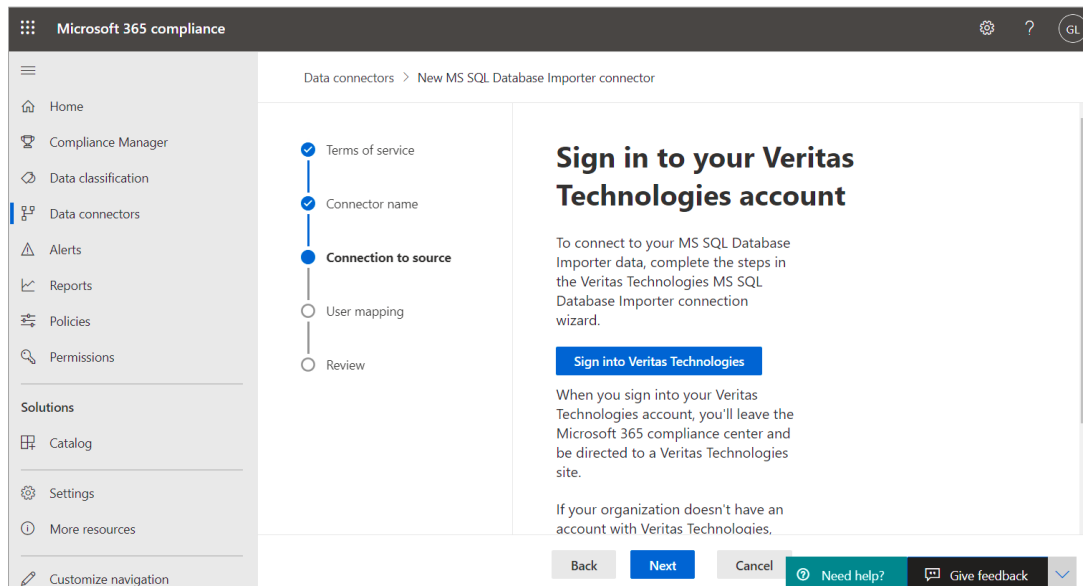 Microsoft 365 compliance
? GL
Data connectors > New MS SQL Database Importer connector
Home
Compliance Manager
Data classification
Data connectors
Alerts
Reports
Policies
Permissions
Solutions
Catalog
Settings
More resources
Customize navigation
Terms of service
Connector name
Connection to source
User mapping
Review
Sign in to your Veritas
Technologies account
To connect to your MS SQL Database
Importer data, complete the steps in
the Veritas Technologies MS SQL
Database Importer connection
wizard.
Sign into Veritas Technologies
When you sign into your Veritas
Technologies account, you'll leave the
Microsoft 365 compliance center and
be directed to a Veritas Technologies
site.
If your organization doesn't have an
account with Veritas Technologies,
Back Next Cancel
Need help? Give feedback